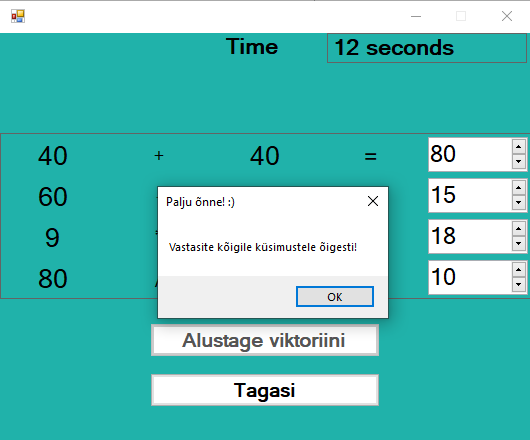 Time 12 seconds
40 + 40 = 80
60 15
9 18
80 10
Palju õnne! :)
Vastasite kõigile küsimustele õigesti!
OK
Alustage viktoriini
Tagasi